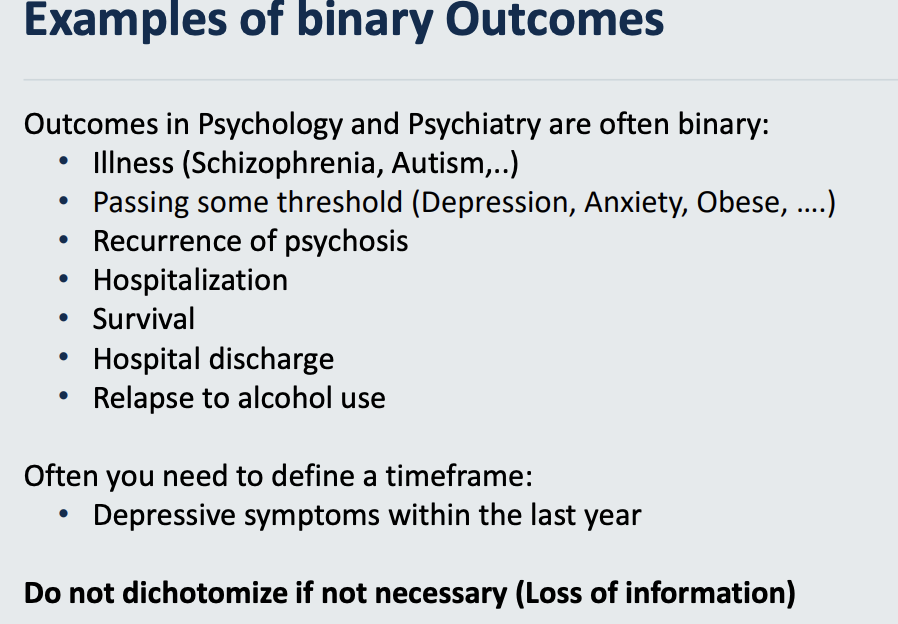 Examples of binary Outcomes
Outcomes in Psychology and Psychiatry are often binary:
• Illness (Schizophrenia, Autism,..)
• Passing some threshold (Depression, Anxiety, Obese, ....)
• Recurrence of psychosis
• Hospitalization
• Survival
• Hospital discharge
• Relapse to alcohol use
Often you need to define a timeframe:
• Depressive symptoms within the last year
Do not dichotomize if not necessary (Loss of information)